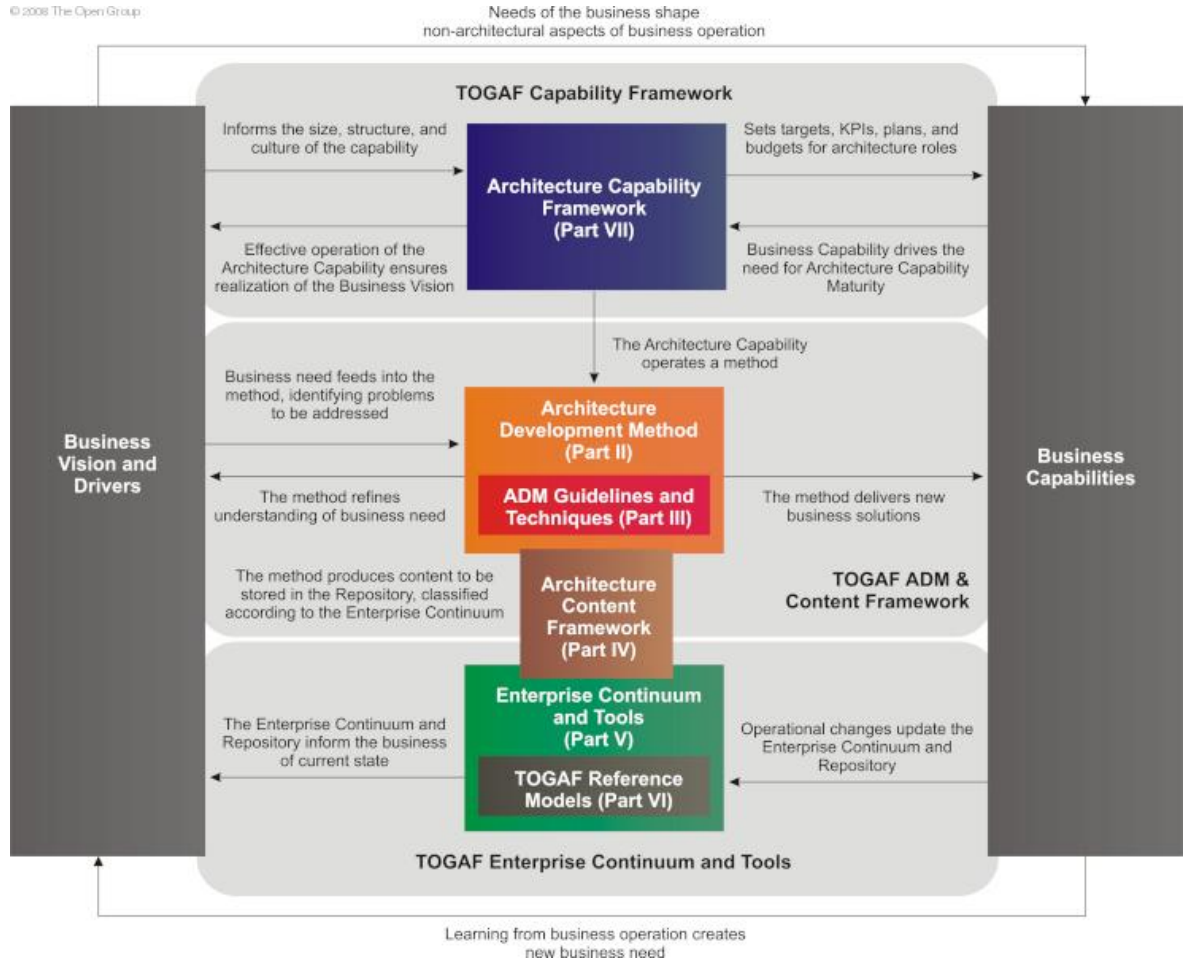 © 2008 The Open Group
Needs of the business shape
non-architectural aspects of business operation
TOGAF Capability Framework
Informs the size, structure, and
culture of the capability
Architecture Capability
Framework
(Part VII)
Sets targets, KPIs, plans, and
budgets for architecture roles
Effective operation of the
Architecture Capability ensures
realization of the Business Vision
Business Capability drives the
need for Architecture Capability
Maturity
The Architecture Capability
operates a method
Business need feeds into the
method, identifying problems
to be addressed
Architecture
Development Method
(Part II)
Business
Vision and
Drivers
Business
Capabilities
The method refines
understanding of business need
ADM Guidelines and
Techniques (Part III)
The method delivers new
business solutions
The method produces content to be
stored in the Repository, classified
according to the Enterprise Continuum
Architecture
Content
Framework
(Part IV)
TOGAF ADM &
Content Framework
Enterprise Continuum
and Tools
(Part V)
The Enterprise Continuum and
Repository inform the business
of current state
TOGAF Reference
Models (Part VI)
Operational changes update the
Enterprise Continuum and
Repository
TOGAF Enterprise Continuum and Tools
Learning from business operation creates
new business need